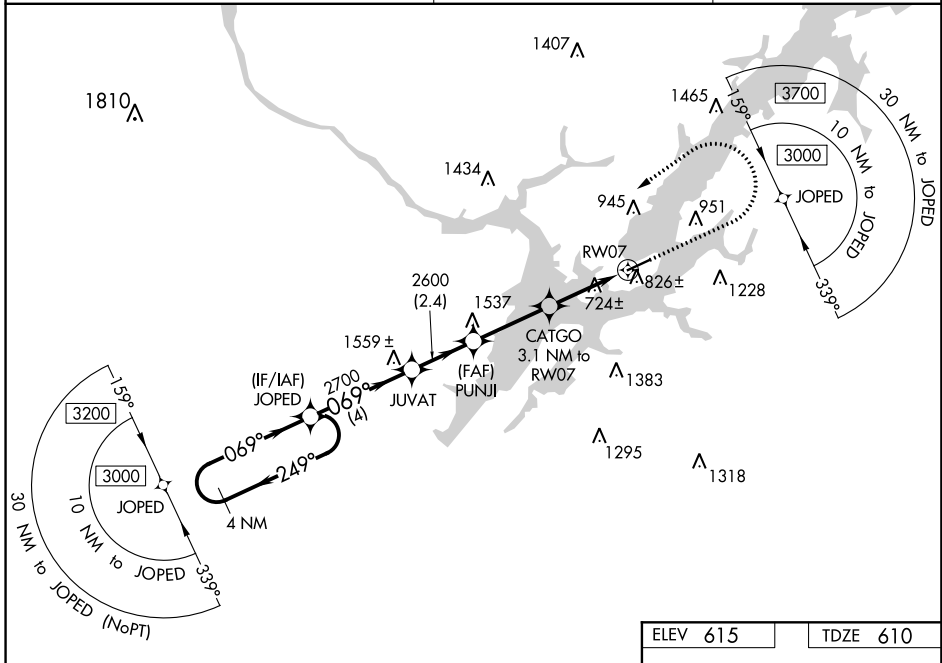 1407
1810
1465
159°
3700
30 NM to JOPED
3000
10 NM to JOPED
JOPED
339°
1434
945
951
RW07
826±
724±
1228
2600
(2.4)
1537
CATGO
3.1 NM to
RW07
1559±
(FAF)
PUNJI
1383
(IF/IAF)
JOPED
2700
069°
(4)
JUVAT
159°
3200
069°
249°
1295
1318
3000
JOPED
4 NM
10 NM to JOPED
339°
30 NM to JOPED (NoPT)
ELEV 615
TDZE 610